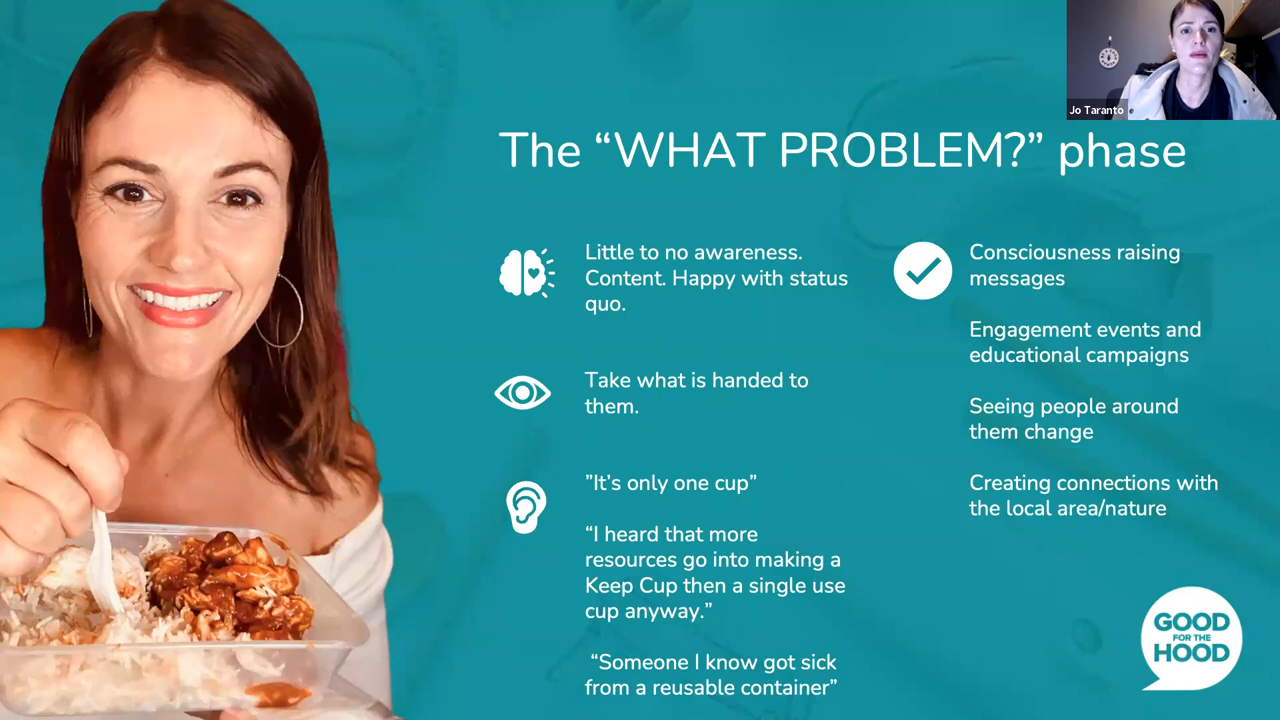 Jo Taranto
The “WHAT PROBLEM?” phase
Little to no awareness.
Content. Happy with status
quo.
Take what is handed to
them.
”It’s only one cup”
“I heard that more
resources go into making a
Keep Cup then a single use
cup anyway.”
“Someone I know got sick
from a reusable container”
Consciousness raising
messages
Engagement events and
educational campaigns
Seeing people around
them change
Creating connections with
the local area/nature
GOOD
FOR THE
HOOD